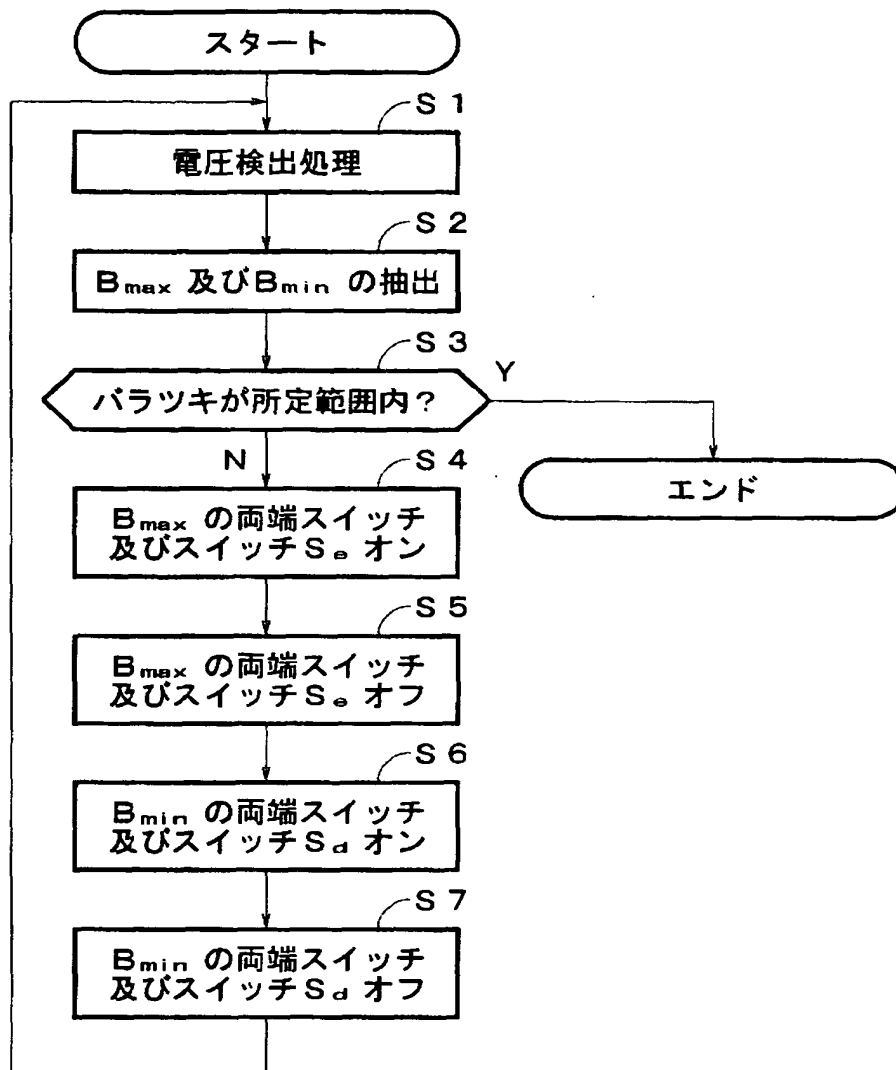 スタート
S1
電圧検出処理
S2
Bmax 及びBmin の抽出
S3
バラツキが所定範囲内?
Y
N
エンド
S4
Bmax の両端スイッチ
及びスイッチSe オン
S5
Bmax の両端スイッチ
及びスイッチSe オフ
S6
Bmin の両端スイッチ
及びスイッチSd オン
S7
Bmin の両端スイッチ
及びスイッチSd オフ